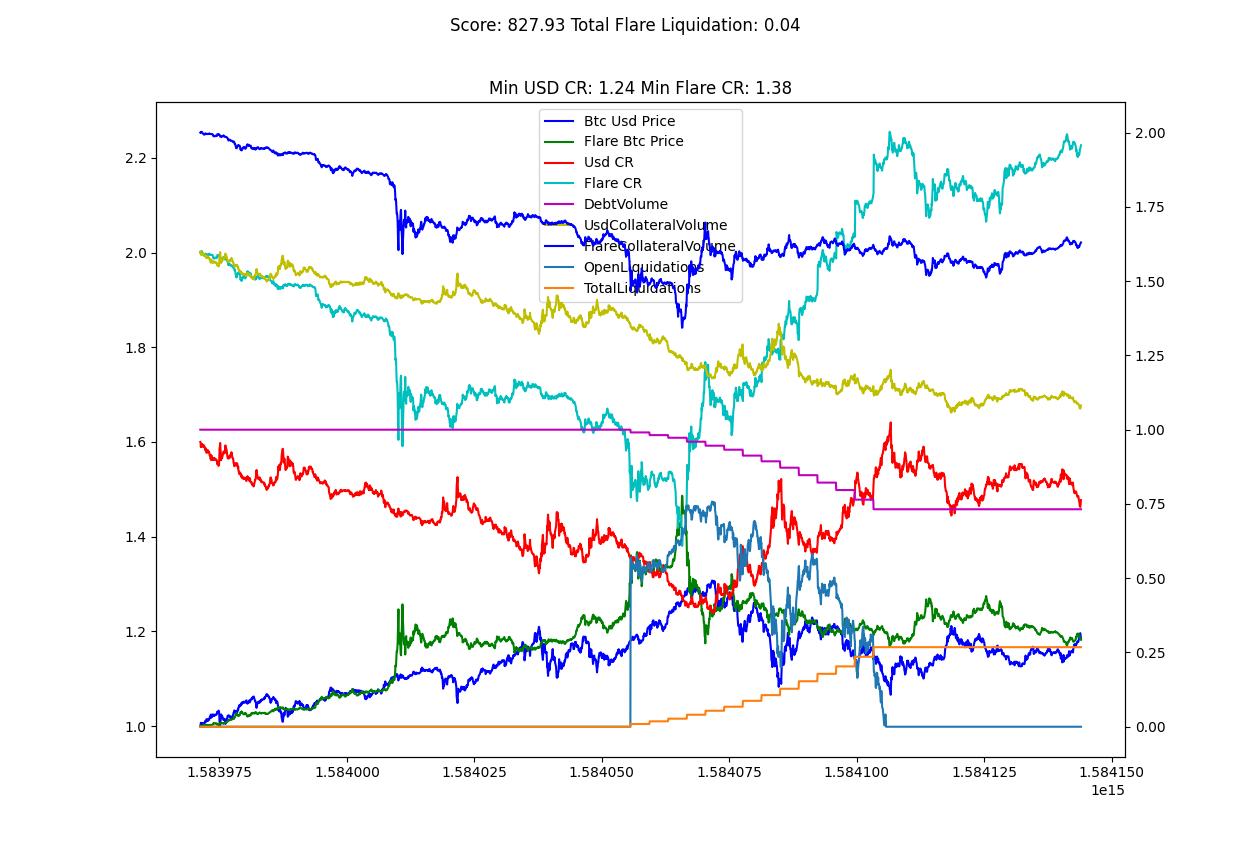 Score: 827.93 Total Flare Liquidation: 0.04
Min USD CR: 1.24 Min Flare CR: 1.38
Btc Usd Price
Flare Btc Price
Usd CR
Flare CR
DebtVolume
UsdCollateralVolume
FlareCollateralVolume
OpenLiquidations
TotalLiquidations
2.2
2.0
1.8
1.6
1.4
1.2
1.0
2.00
1.75
1.50
1.25
1.00
0.75
0.50
0.25
0.00
1.583975 1.584000 1.584025 1.584050 1.584075 1.584100 1.584125 1.584150
1e15